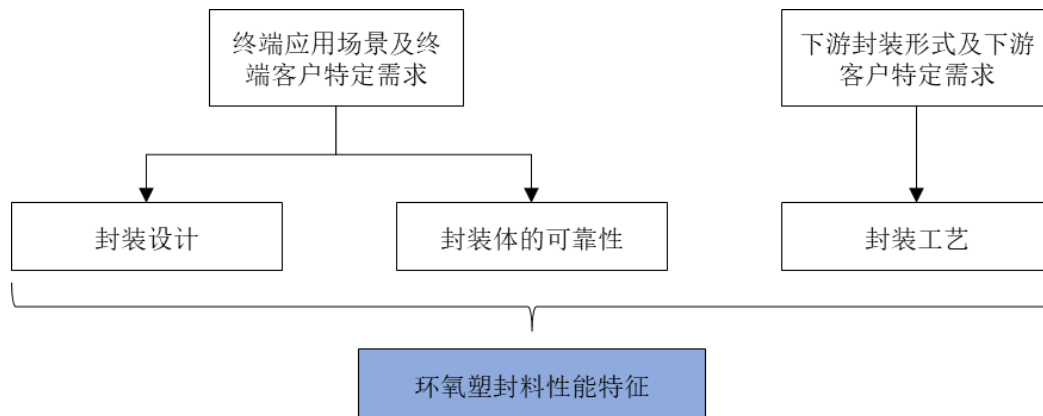 终端应用场景及终
端客户特定需求
下游封装形式及下游
客户特定需求
封装设计
封装体的可靠性
封装工艺
环氧塑封料性能特征